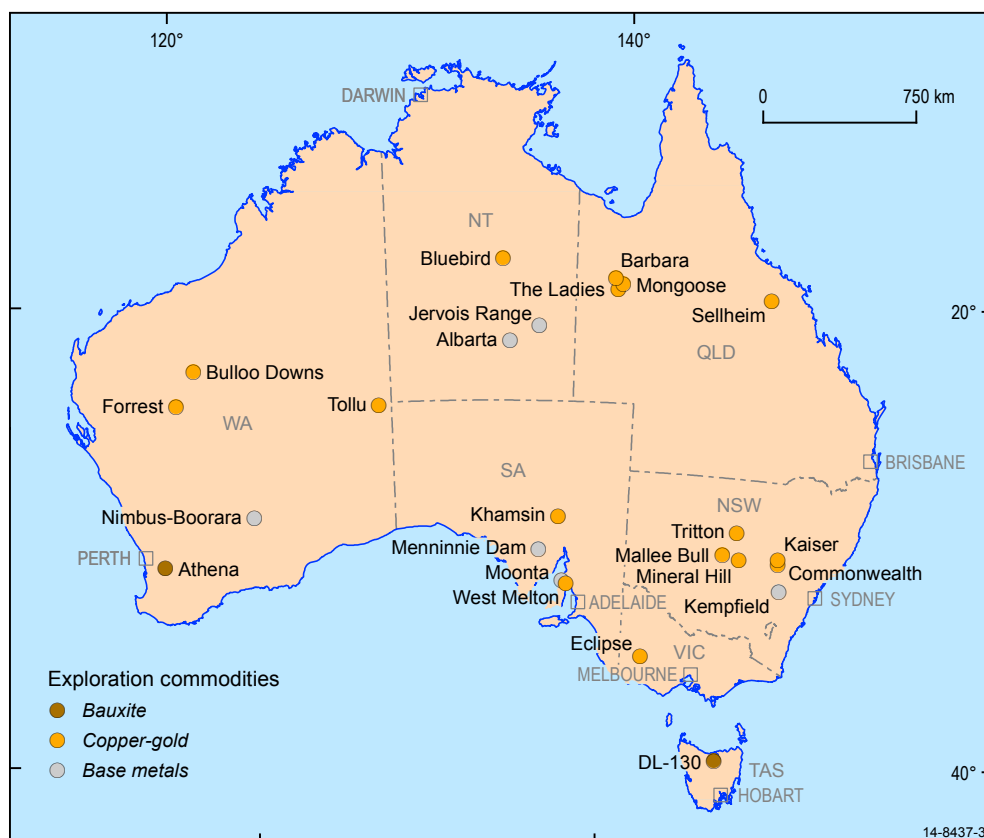 120°
140°
DARWIN
0
750 km
NT
Bluebird
Barbara
Mongoose
The Ladies
Jervois Range
Sellheim
20°
Albarta
QLD
Bulloo Downs
Forrest
Tollu
WA
BRISBANE
SA
NSW
Nimbus-Boorara
Khamsin
Tritton
Menninnie Dam
Mallee Bull
Kaiser
PERTH
Athena
Moonta
Mineral Hill
Commonwealth
West Melton
ADELAIDE
Kempfield
SYDNEY
Eclipse
VIC
MELBOURNE
Exploration commodities
Bauxite
Copper-gold
Base metals
DL-130
TAS
40°
HOBART
14-8437-3